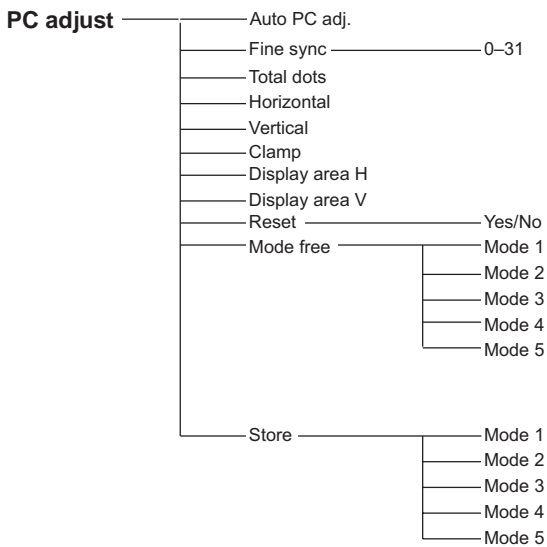 PC adjust
Auto PC adj.
Fine sync
0–31
Total dots
Horizontal
Vertical
Clamp
Display area H
Display area V
Reset
Yes/No
Mode free
Mode 1
Mode 2
Mode 3
Mode 4
Mode 5
Store
Mode 1
Mode 2
Mode 3
Mode 4
Mode 5